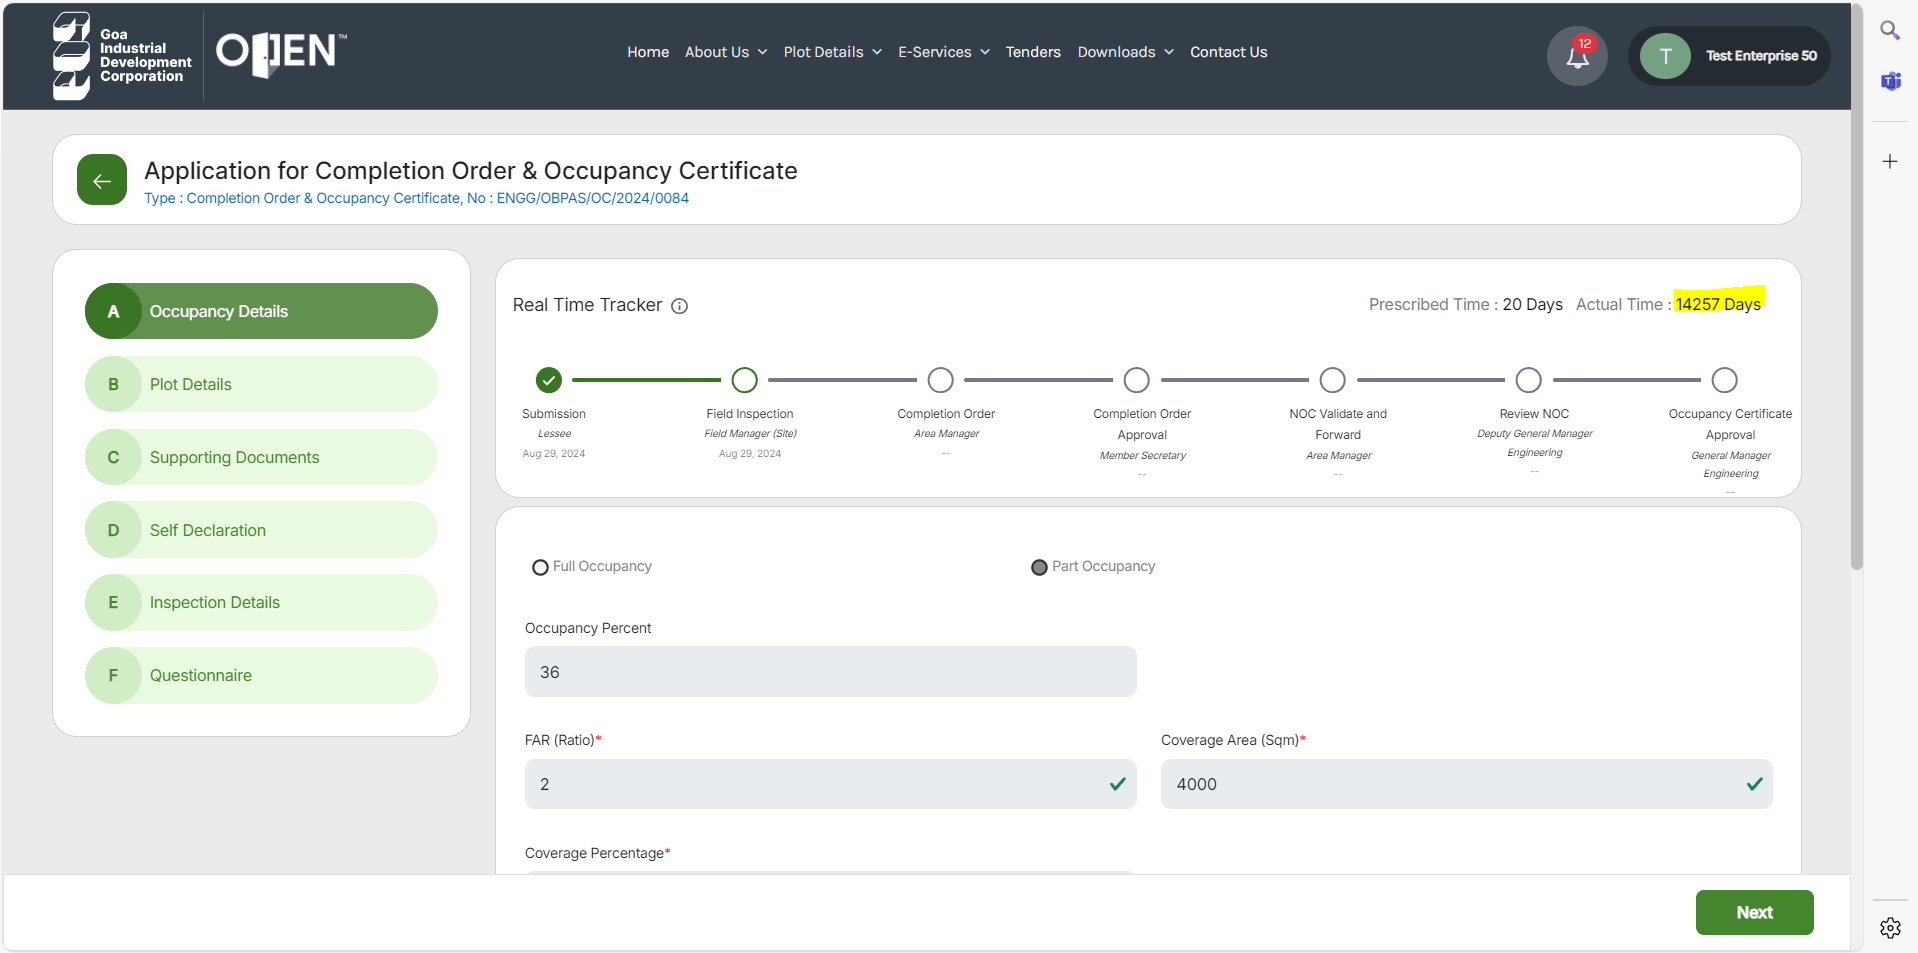 Goa
Industrial
Development
Corporation
OPEN™
Home About Us Plot Details E-Services Tenders Downloads Contact Us
12
T
Test Enterprise 50
Application for Completion Order & Occupancy Certificate
Type : Completion Order & Occupancy Certificate, No : ENGG/OBPAS/OC/2024/0084
A Occupancy Details
B Plot Details
C Supporting Documents
D Self Declaration
E Inspection Details
F Questionnaire
Real Time Tracker
Prescribed Time : 20 Days Actual Time : 14257 Days
Submission
Lessee
Aug 29, 2024
Field Inspection
Field Manager (Site)
Aug 29, 2024
Completion Order
Area Manager
--
Completion Order
Approval
Member Secretary
--
NOC Validate and
Forward
Area Manager
--
Review NOC
Deputy General Manager
Engineering
--
Occupancy Certificate
Approval
General Manager
Engineering
--
Full Occupancy
Part Occupancy
Occupancy Percent
36
FAR (Ratio)*
2
Coverage Area (Sqm)*
4000
Coverage Percentage*
Next